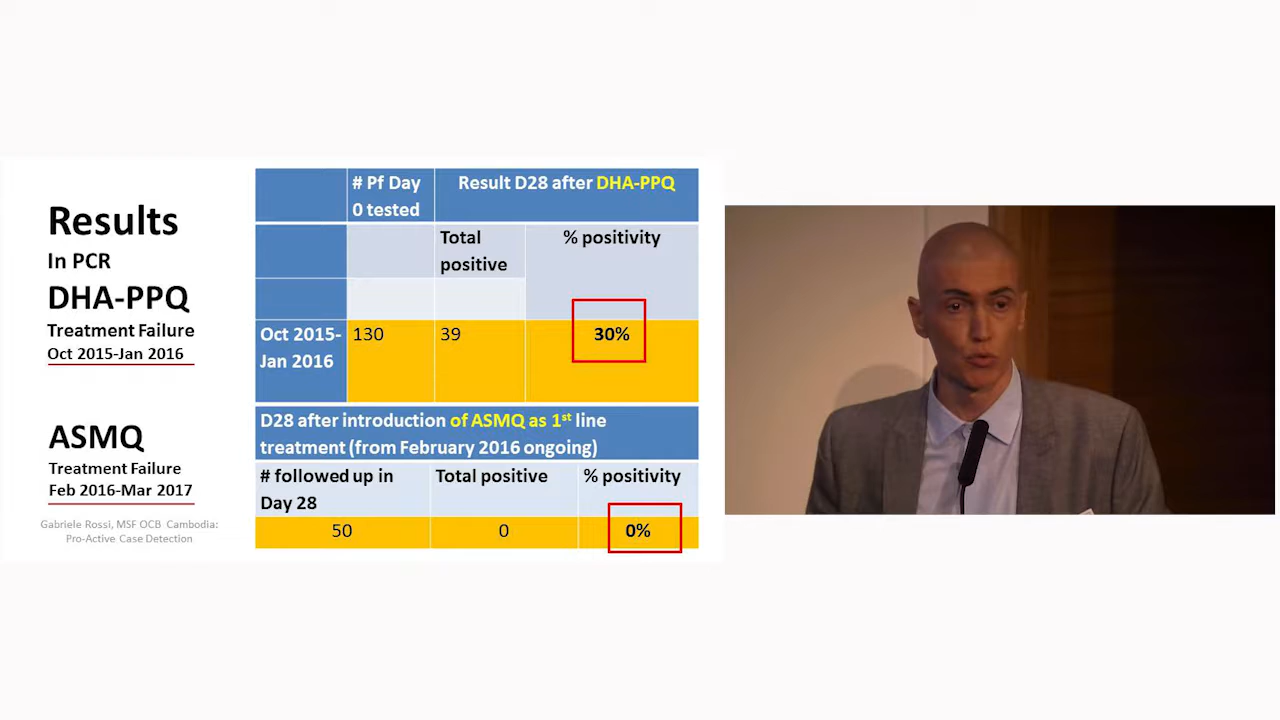 Results
In PCR
DHA-PPQ
Treatment Failure
Oct 2015-Jan 2016
ASMQ
Treatment Failure
Feb 2016-Mar 2017
Gabriele Rossi, MSF OCB Cambodia:
Pro-Active Case Detection
# Pf Day
0 tested
Result D28 after DHA-PPQ
Total
positive
% positivity
Oct 2015-
Jan 2016
130
39
30%
D28 after introduction of ASMQ as 1st line
treatment (from February 2016 ongoing)
# followed up in
Day 28
Total positive
% positivity
50
0
0%